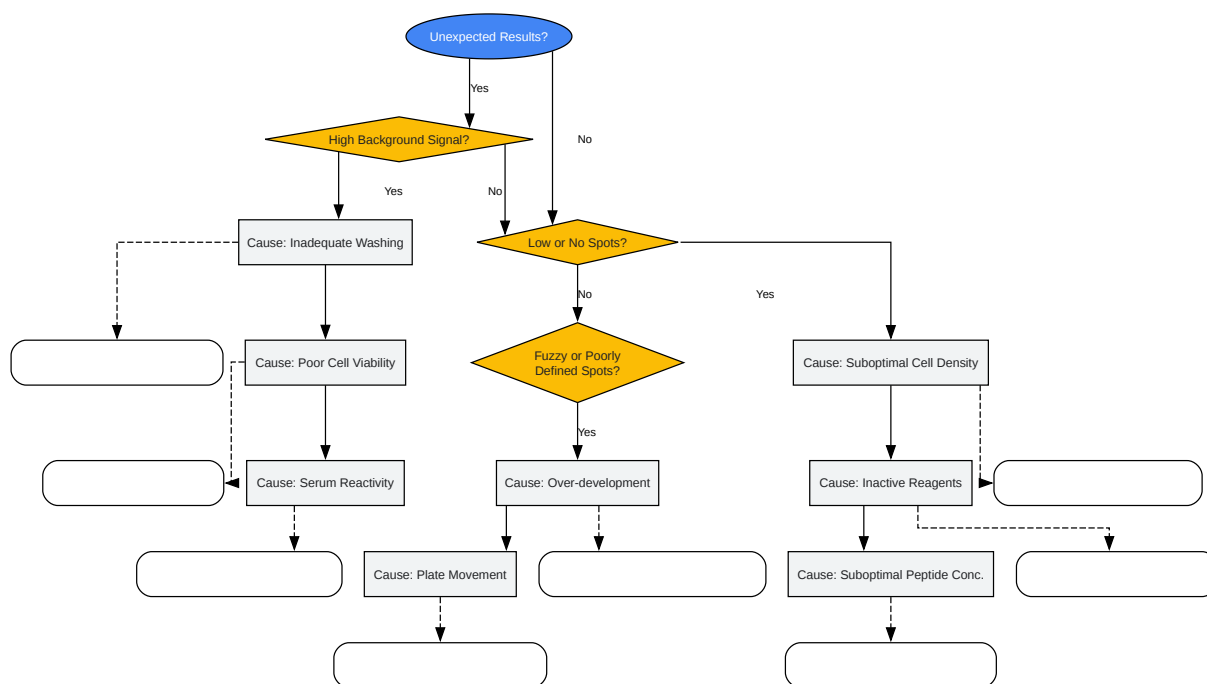 Unexpected Results?
Yes
No
High Background Signal?
Yes
No
Cause: Inadequate Washing
Low or No Spots?
No
Yes
Cause: Poor Cell Viability
Fuzzy or Poorly
Defined Spots?
Cause: Suboptimal Cell Density
Yes
Cause: Serum Reactivity
Cause: Over-development
Cause: Inactive Reagents
Cause: Plate Movement
Cause: Suboptimal Peptide Conc.